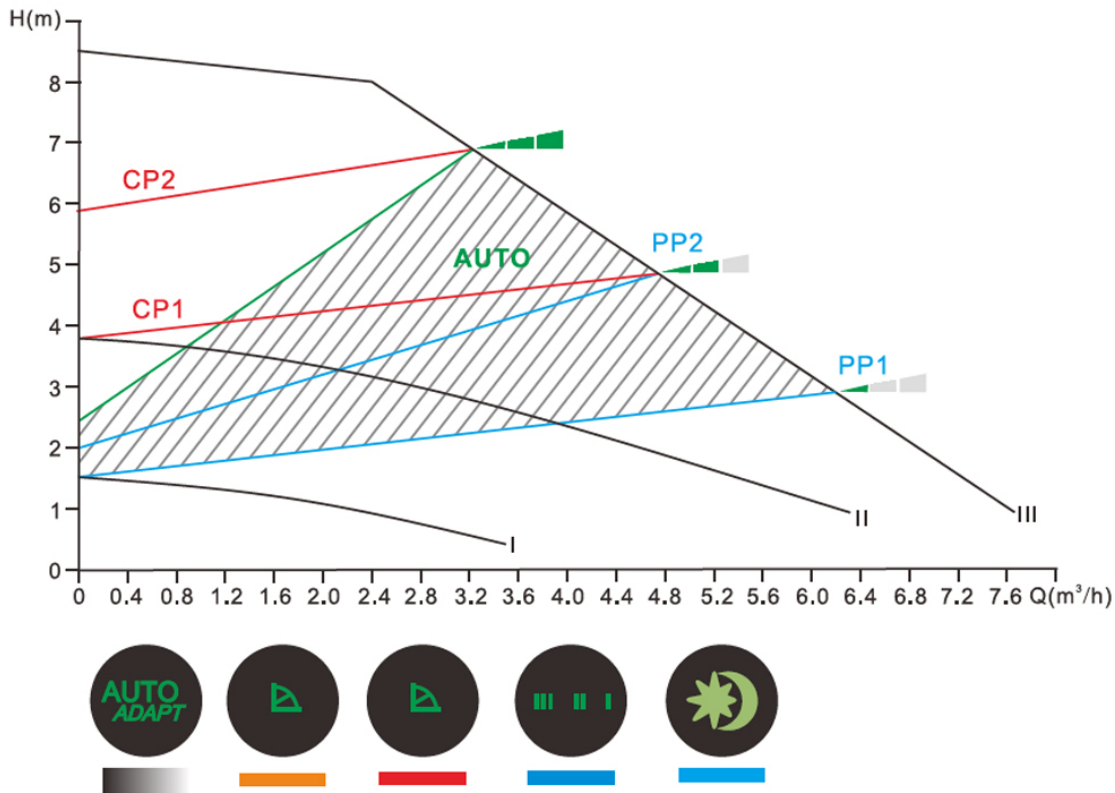 H(m)
8
7
CP2
6
PP2
AUTO
5
CP1
4
PP1
3
2
1
I
II
III
0
0 0.4 0.8 1.2 1.6 2.0 2.4 2.8 3.2 3.6 4.0 4.4 4.8 5.2 5.6 6.0 6.4 6.8 7.2 7.6 Q(m³/h)
AUTO
ADAPT
III II I